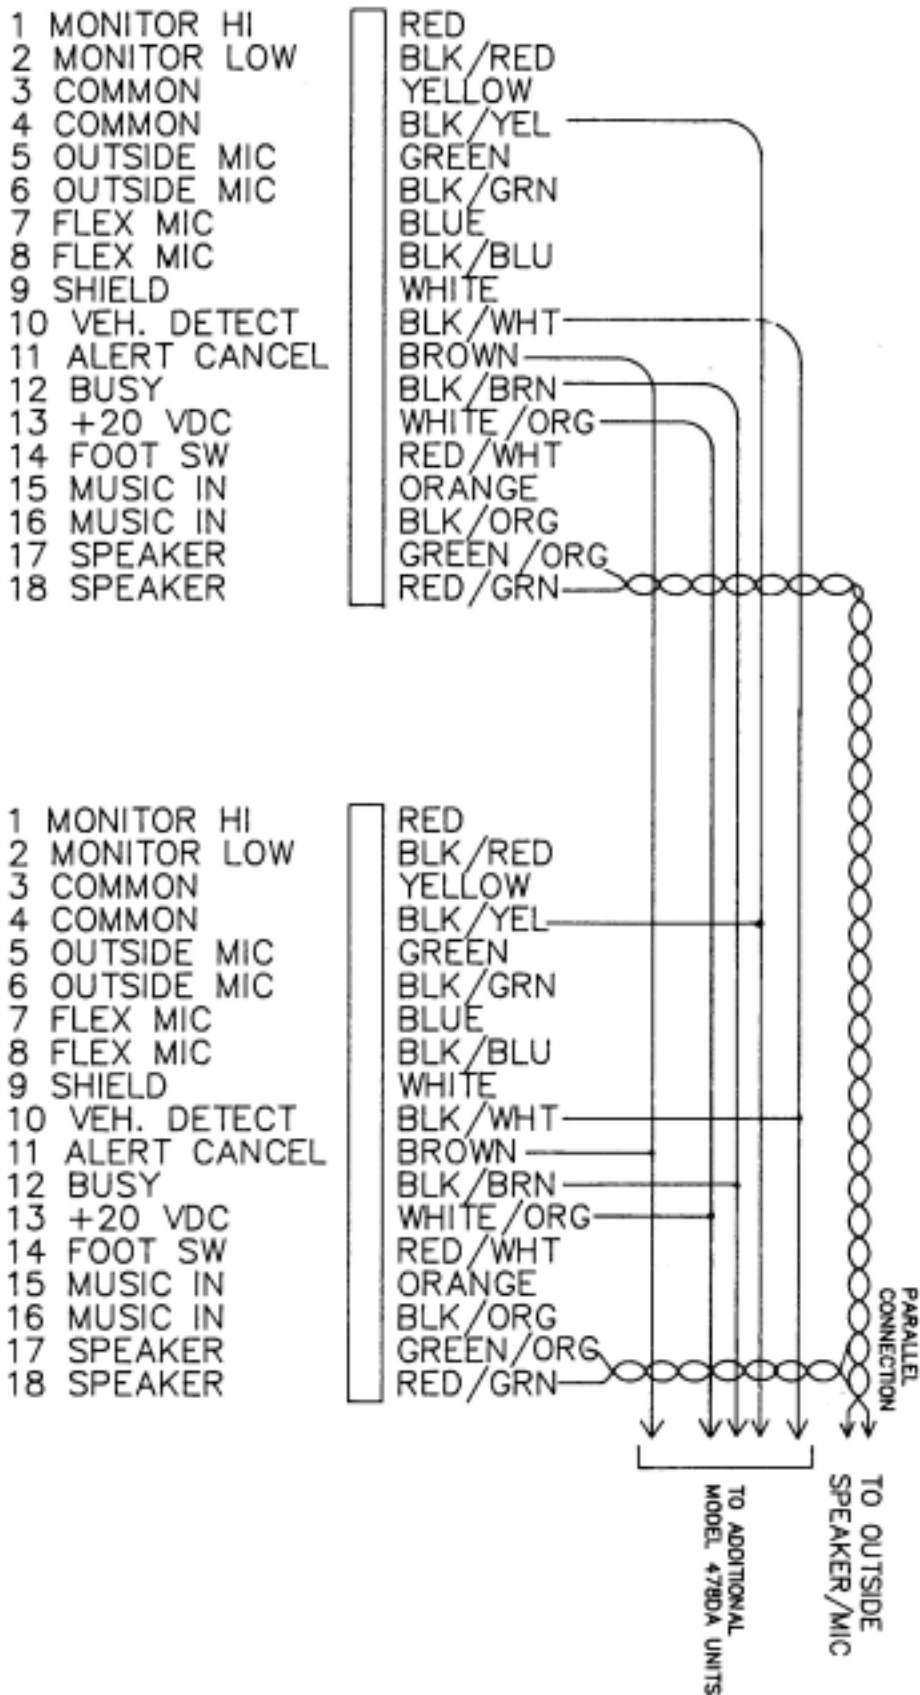 1 MONITOR HI RED
2 MONITOR LOW BLK/RED
3 COMMON YELLOW
4 COMMON BLK/YEL
5 OUTSIDE MIC GREEN
6 OUTSIDE MIC BLK/GRN
7 FLEX MIC BLUE
8 FLEX MIC BLK/BLU
9 SHIELD WHITE
10 VEH. DETECT BLK/WHT
11 ALERT CANCEL BROWN
12 BUSY BLK/BRN
13 +20 VDC WHITE/ORG
14 FOOT SW RED/WHT
15 MUSIC IN ORANGE
16 MUSIC IN BLK/ORG
17 SPEAKER GREEN/ORG
18 SPEAKER RED/GRN
1 MONITOR HI RED
2 MONITOR LOW BLK/RED
3 COMMON YELLOW
4 COMMON BLK/YEL
5 OUTSIDE MIC GREEN
6 OUTSIDE MIC BLK/GRN
7 FLEX MIC BLUE
8 FLEX MIC BLK/BLU
9 SHIELD WHITE
10 VEH. DETECT BLK/WHT
11 ALERT CANCEL BROWN
12 BUSY BLK/BRN
13 +20 VDC WHITE/ORG
14 FOOT SW RED/WHT
15 MUSIC IN ORANGE
16 MUSIC IN BLK/ORG
17 SPEAKER GREEN/ORG
18 SPEAKER RED/GRN
PARALLEL
CONNECTION
TO OUTSIDE
SPEAKER/MIC
TO ADDITIONAL
MODEL 478DA UNITS